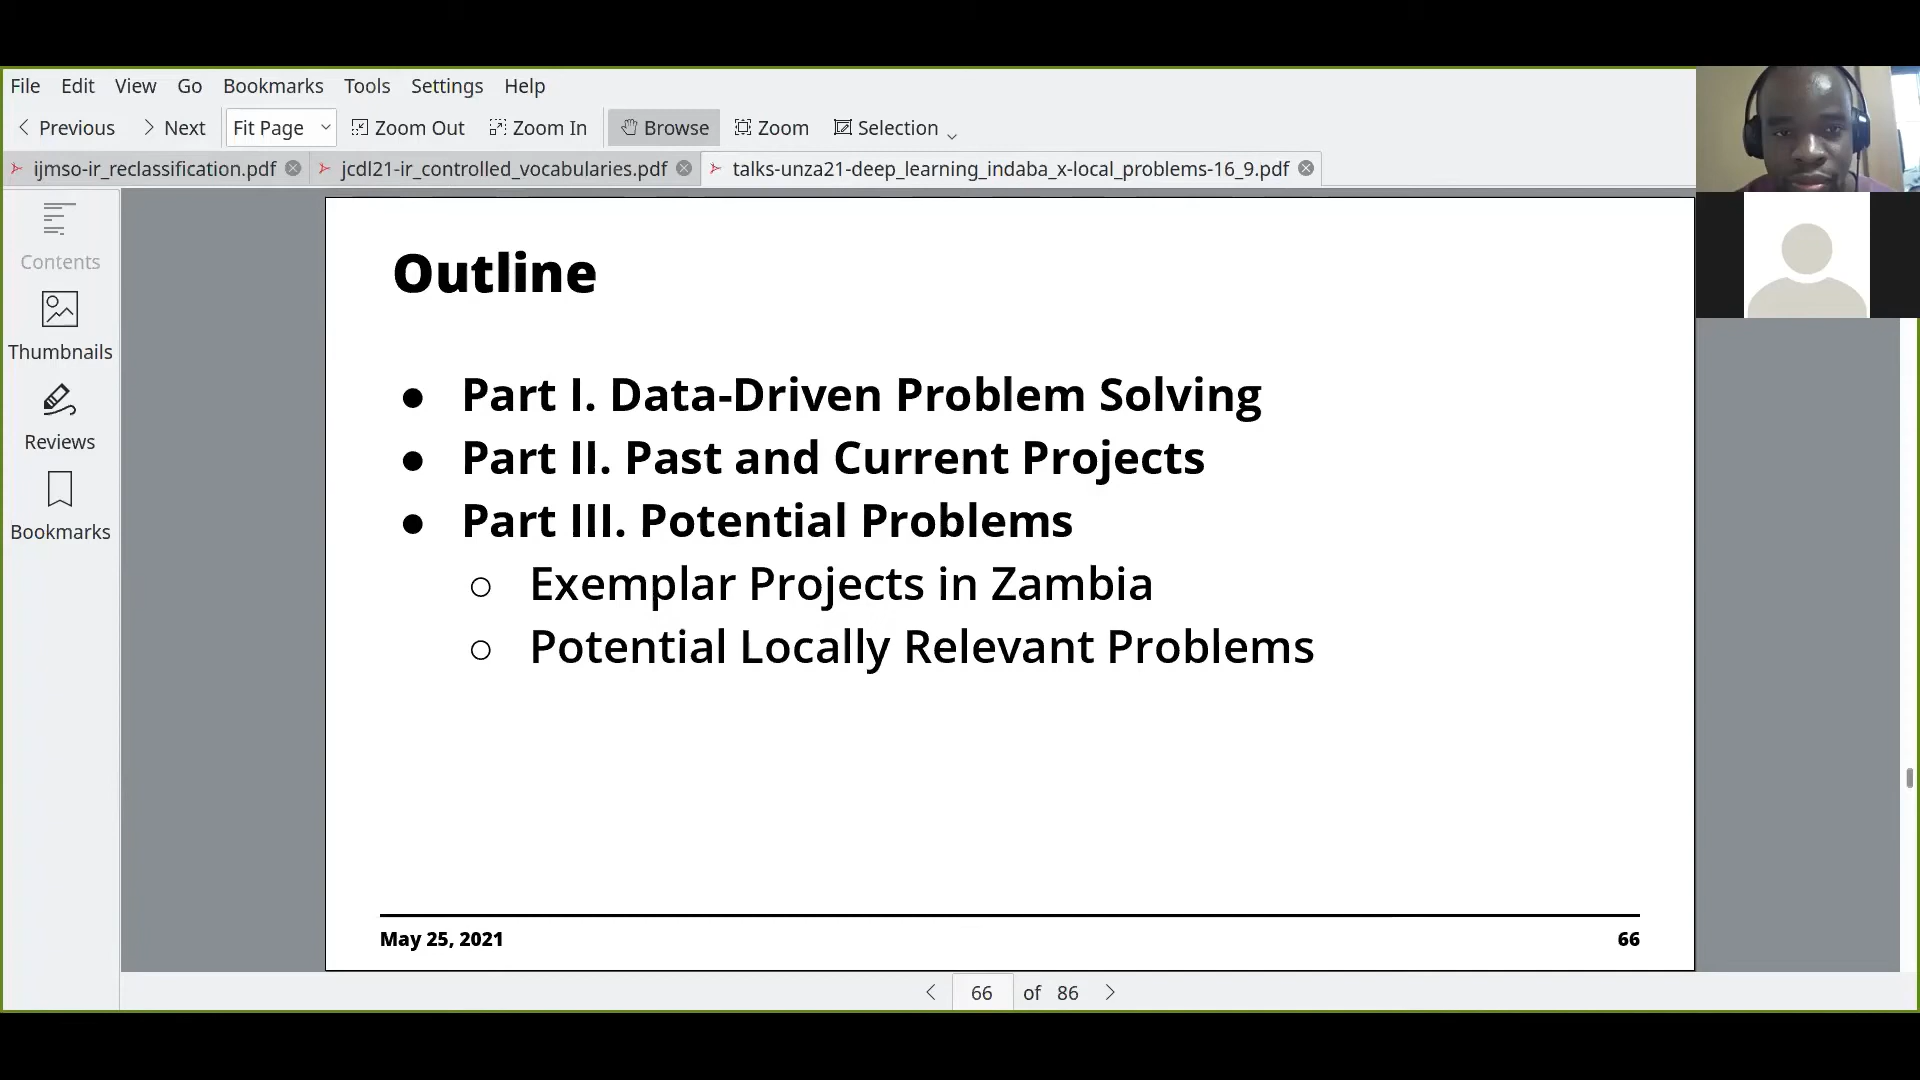 File Edit View Go Bookmarks Tools Settings Help
Previous Next Fit Page Zoom Out Zoom In Browse Zoom Selection
ijmso-ir_reclassification.pdf jcdl21-ir_controlled_vocabularies.pdf talks-unza21-deep_learning_indaba_x-local_problems-16_9.pdf
Contents
Thumbnails
Reviews
Bookmarks
Outline
● Part I. Data-Driven Problem Solving
● Part II. Past and Current Projects
● Part III. Potential Problems
○ Exemplar Projects in Zambia
○ Potential Locally Relevant Problems
May 25, 2021 66
66 of 86